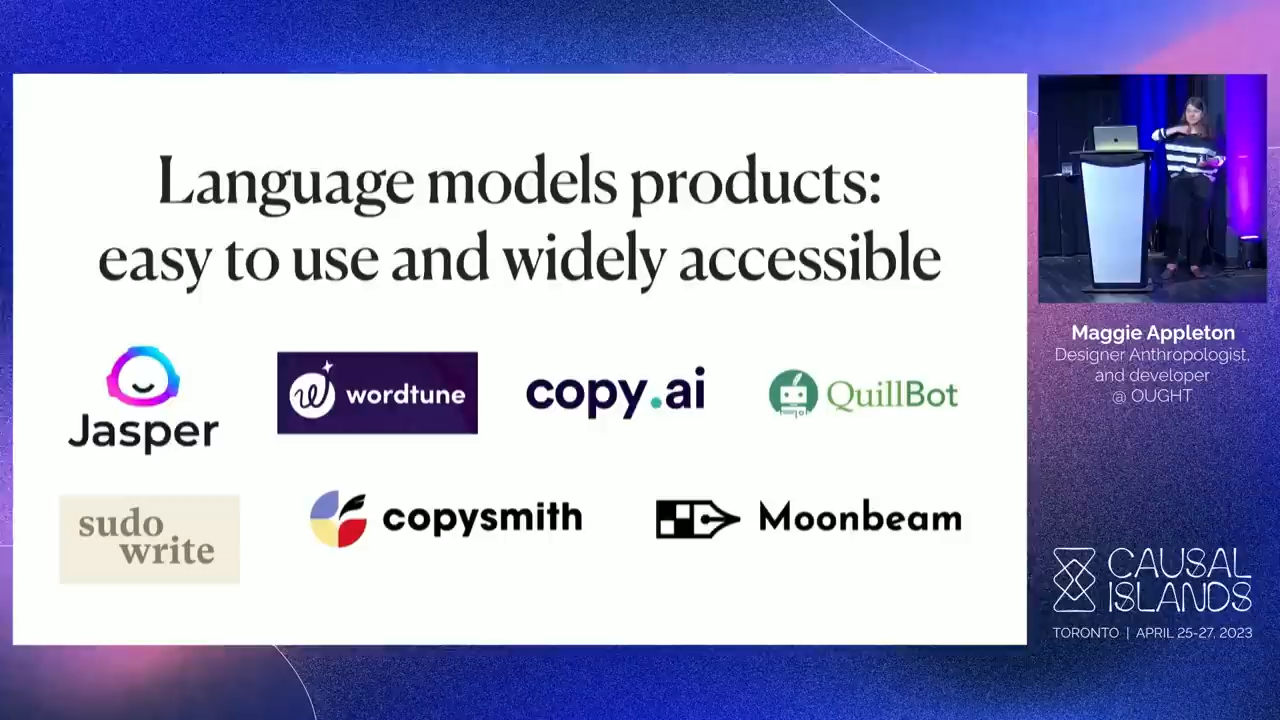 Language models products:
easy to use and widely accessible
Jasper
wordtune
copy.ai
QuillBot
sudo
write
copysmith
Moonbeam
Maggie Appleton
Designer Anthropologist,
and developer
@ OUGHT
CAUSAL
ISLANDS
TORONTO | APRIL 25-27, 2023